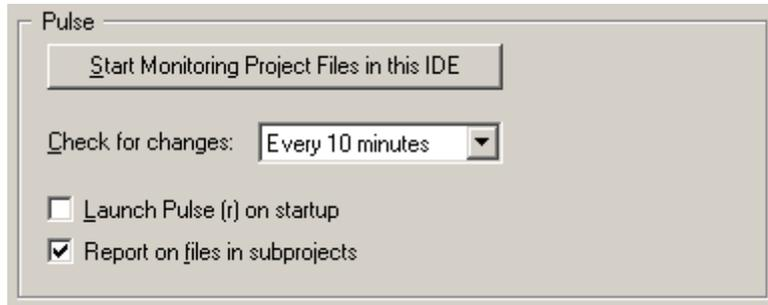 Pulse
Start Monitoring Project Files in this IDE
Check for changes: Every 10 minutes
Launch Pulse (r) on startup
Report on files in subprojects